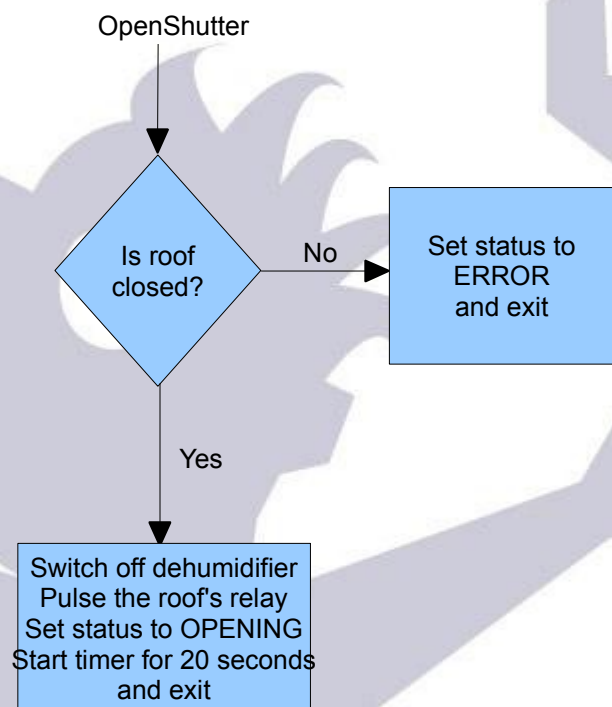 OpenShutter
Is roof
closed?
No
Set status to
ERROR
and exit
Yes
Switch off dehumidifier
Pulse the roof's relay
Set status to OPENING
Start timer for 20 seconds
and exit